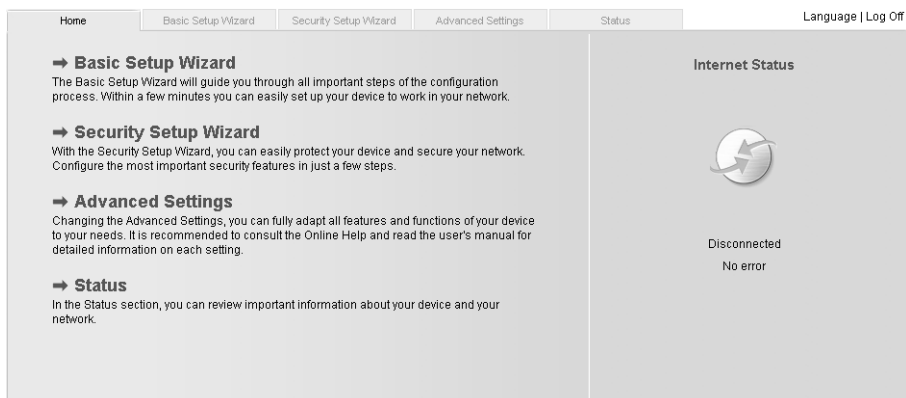 Home Basic Setup Wizard Security Setup Wizard Advanced Settings Status Language | Log Off
➡ Basic Setup Wizard
The Basic Setup Wizard will guide you through all important steps of the configuration
process. Within a few minutes you can easily set up your device to work in your network.
➡ Security Setup Wizard
With the Security Setup Wizard, you can easily protect your device and secure your network.
Configure the most important security features in just a few steps.
➡ Advanced Settings
Changing the Advanced Settings, you can fully adapt all features and functions of your device
to your needs. It is recommended to consult the Online Help and read the user's manual for
detailed information on each setting.
➡ Status
In the Status section, you can review important information about your device and your
network.
Internet Status
Disconnected
No error